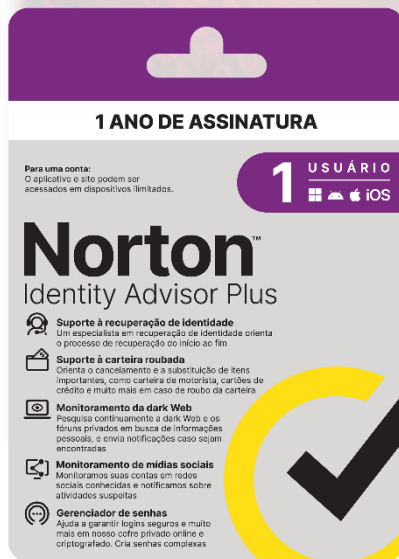 1 ANO DE ASSINATURA
Para uma conta:
O aplicativo e site podem ser
acessados em dispositivos ilimitados.
1 USUÁRIO
iOS
Norton™
Identity Advisor Plus
Suporte à recuperação de identidade
Um especialista em recuperação de identidade orienta
o processo de recuperação do início ao fim
Suporte à carteira roubada
Orienta o cancelamento e a substituição de itens
importantes, como carteira de motorista, cartões de
crédito e muito mais em caso de roubo da carteira
Monitoramento da dark Web
Pesquisa continuamente a dark Web e os
fóruns privados em busca de informações
pessoais, e envia notificações caso sejam
encontradas
Monitoramento de mídias sociais
Monitoramos suas contas em redes
sociais conhecidas e notificamos sobre
atividades suspeitas
Gerenciador de senhas
Ajuda a garantir logins seguros e muito
mais em nosso cofre privado online e
criptografado. Cria senhas complexas